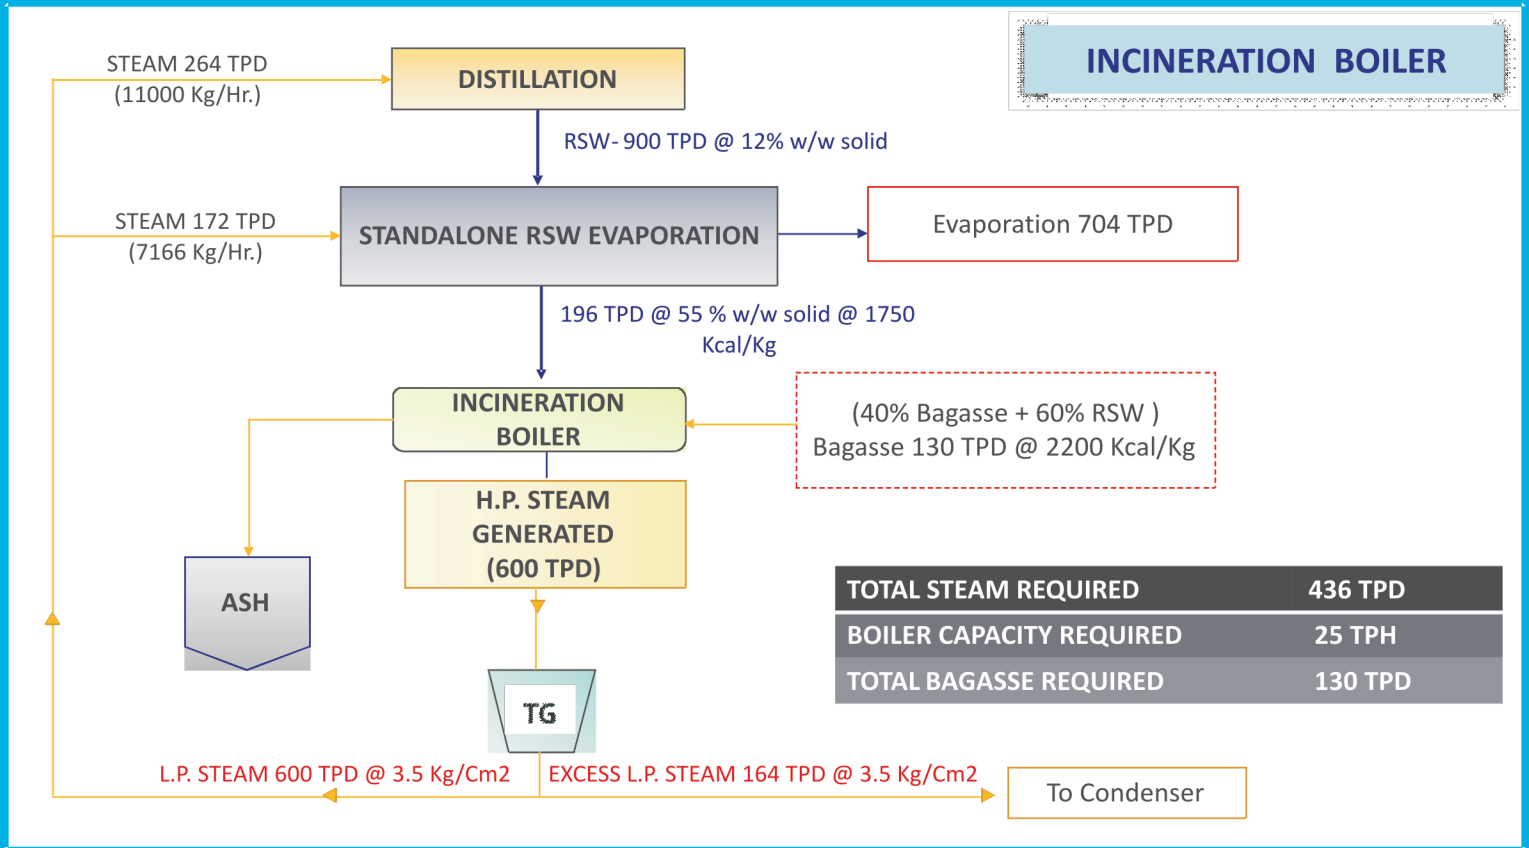 INCINERATION BOILER
STEAM 264 TPD
(11000 Kg/Hr.)
DISTILLATION
RSW- 900 TPD @ 12% w/w solid
STEAM 172 TPD
(7166 Kg/Hr.)
STANDALONE RSW EVAPORATION
Evaporation 704 TPD
196 TPD @ 55 % w/w solid @ 1750
Kcal/Kg
INCINERATION
BOILER
(40% Bagasse + 60% RSW )
Bagasse 130 TPD @ 2200 Kcal/Kg
H.P. STEAM
GENERATED
(600 TPD)
ASH
TOTAL STEAM REQUIRED 436 TPD
BOILER CAPACITY REQUIRED 25 TPH
TOTAL BAGASSE REQUIRED 130 TPD
TG
L.P. STEAM 600 TPD @ 3.5 Kg/Cm2
EXCESS L.P. STEAM 164 TPD @ 3.5 Kg/Cm2
To Condenser